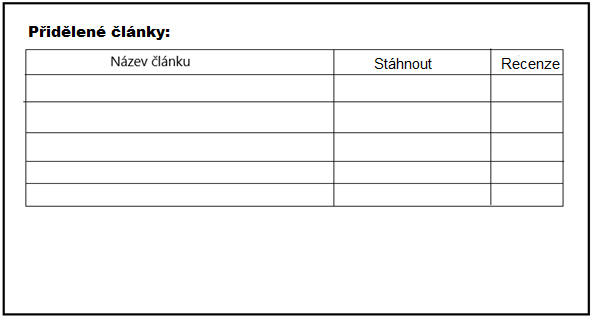 Přidělené články:
Název článku Stáhnout Recenze